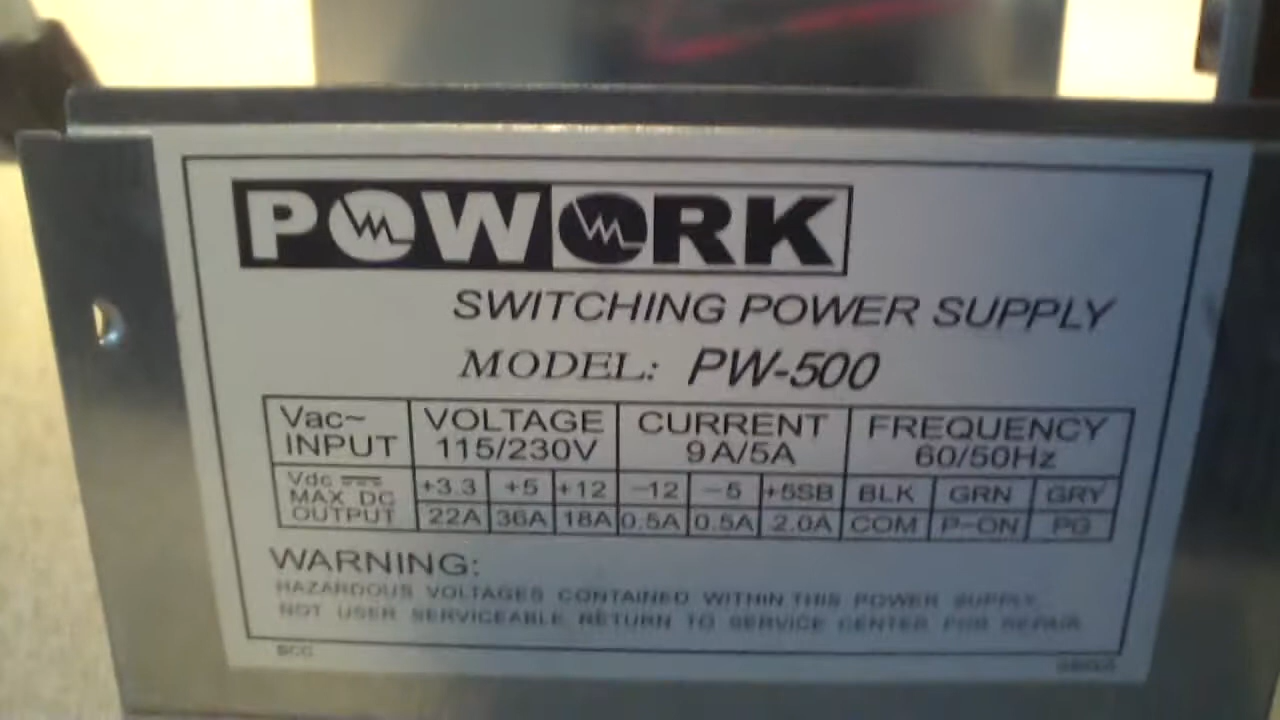 POWORK
SWITCHING POWER SUPPLY
MODEL: PW-500
Vac~ INPUT VOLTAGE 115/230V CURRENT 9A/5A FREQUENCY 60/50Hz
Vdc MAX DC OUTPUT +3.3 +5 +12 -12 -5 +5SB BLK GRN GRY
22A 36A 18A 0.5A 0.5A 2.0A COM P-ON PG
WARNING:
HAZARDOUS VOLTAGES CONTAINED WITHIN THIS POWER SUPPLY
NOT USER SERVICEABLE RETURN TO SERVICE CENTER FOR REPAIR